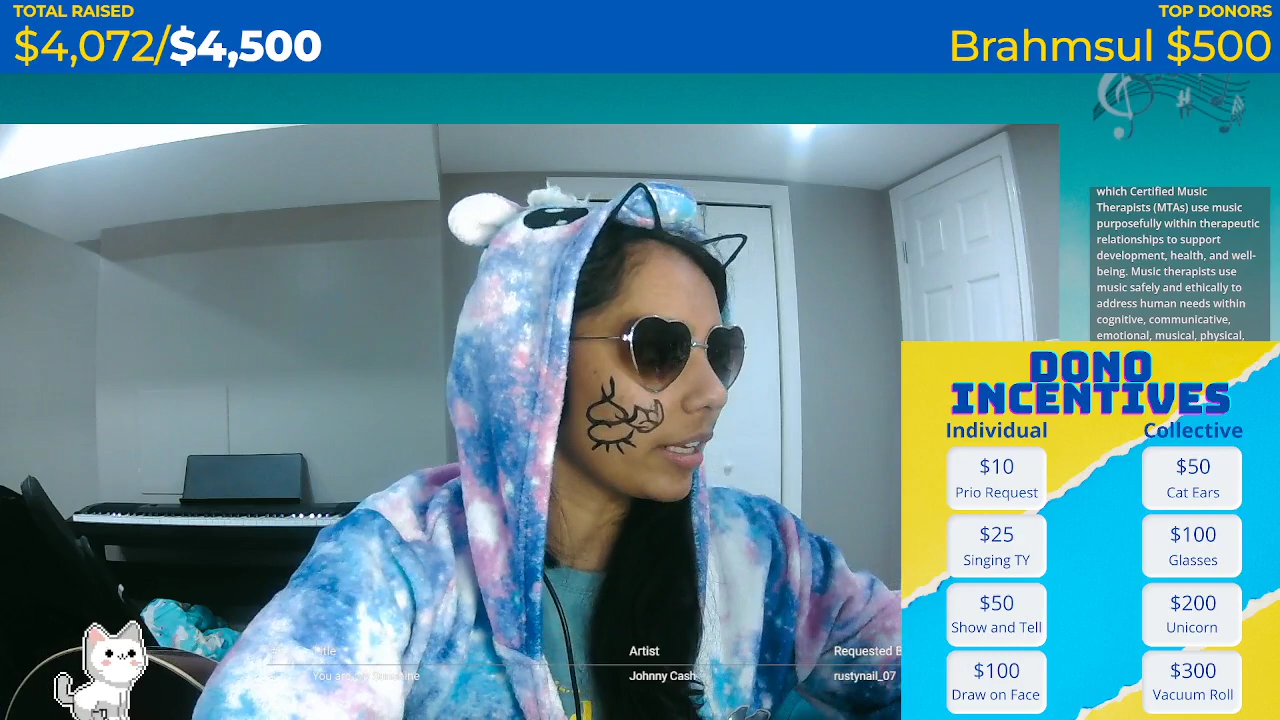 TOTAL RAISED
$4,072/$4,500
TOP DONORS
Brahmsul $500
which Certified Music
Therapists (MTAs) use music
purposefully within therapeutic
relationships to support
development, health, and well-
being. Music therapists use
music safely and ethically to
address human needs within
cognitive, communicative,
emotional, musical, physical,
DONO
INCENTIVES
Individual
Collective
$10
Prio Request
$50
Cat Ears
$25
Singing TY
$100
Glasses
$50
Show and Tell
$200
Unicorn
$100
Draw on Face
$300
Vacuum Roll
Artist
Requested B
Johnny Cash
rustynail_07